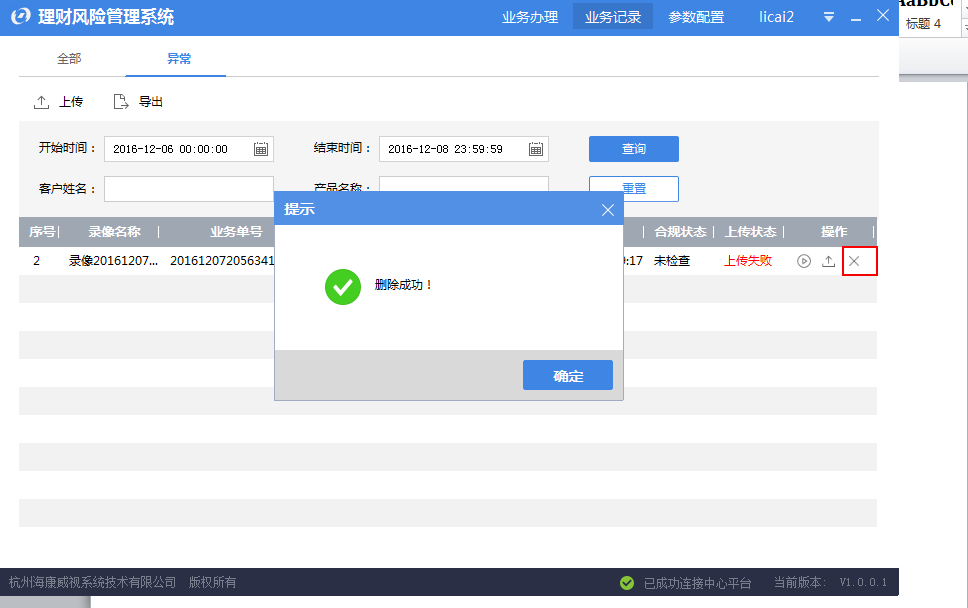 理财风险管理系统 业务办理 业务记录 参数配置 licai2
标题 4
全部 异常
上传 导出
开始时间： 2016-12-06 00:00:00 结束时间： 2016-12-08 23:59:59 查询
客户姓名： 产品名称： 重置
提示
序号 录像名称 业务单号 合规状态 上传状态 操作
2 录像20161207... 201612072056341 :17 未检查 上传失败
删除成功！
确定
杭州海康威视系统技术有限公司 版权所有 已成功连接中心平台 当前版本: V1.0.0.1